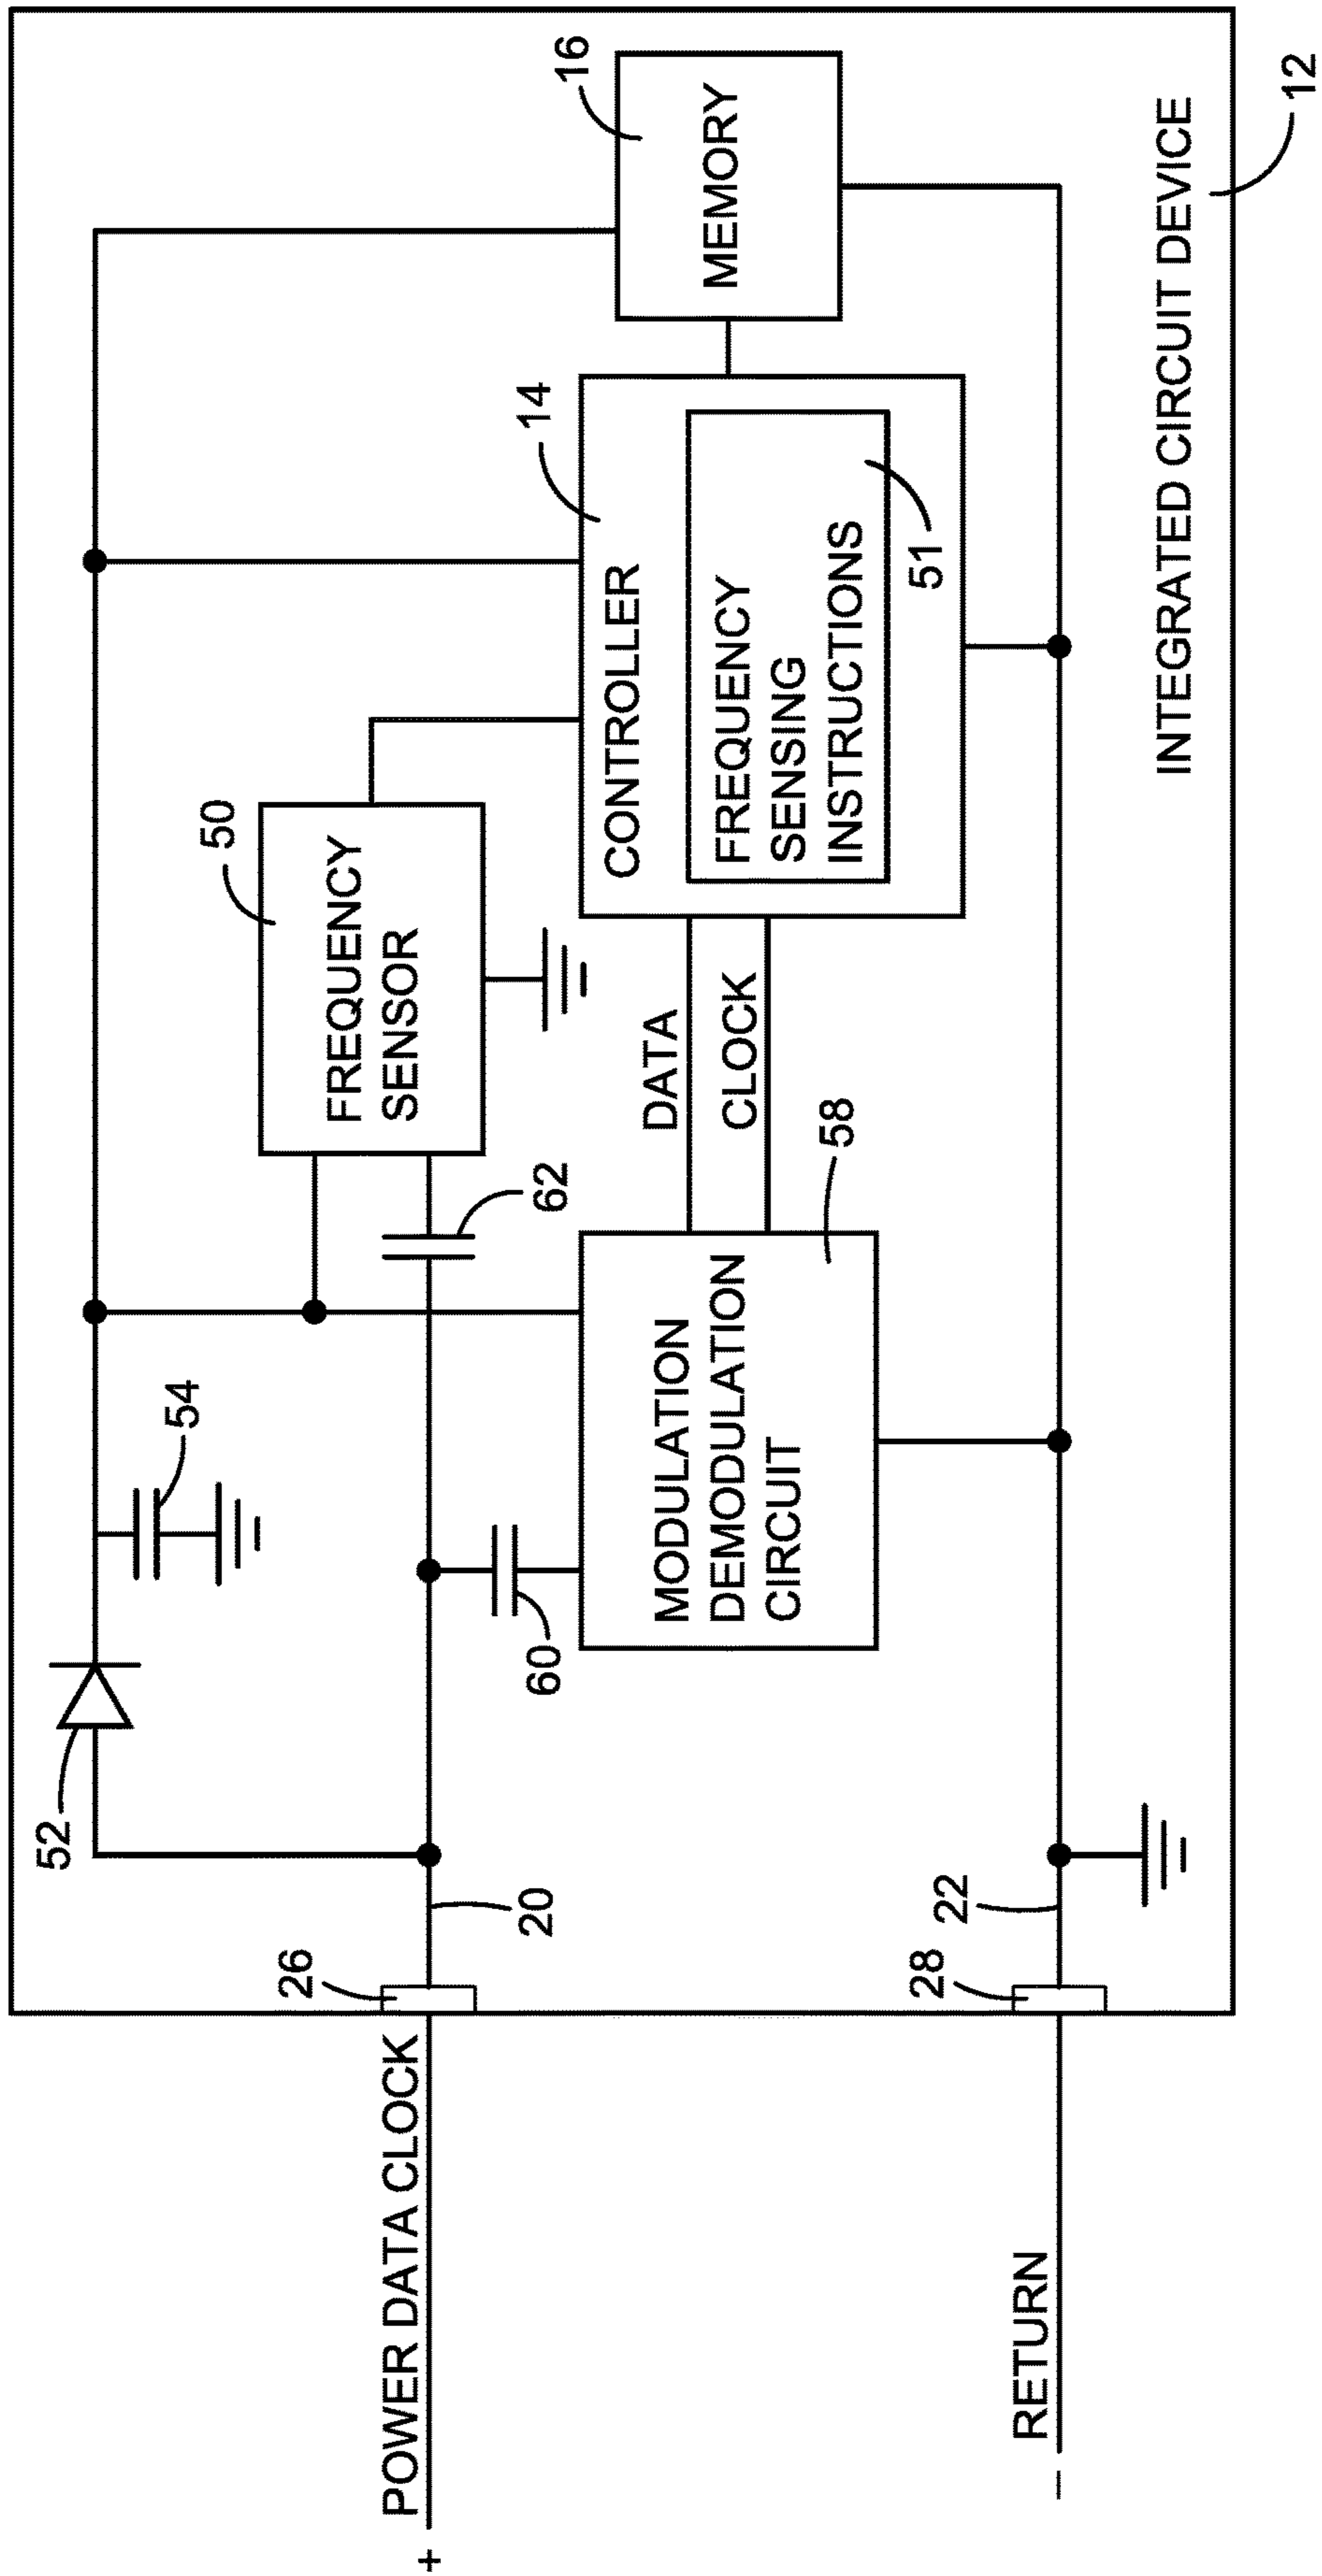 52
54
50
FREQUENCY
SENSOR
62
14
16
MEMORY
CONTROLLER
FREQUENCY
SENSING
INSTRUCTIONS
51
DATA
CLOCK
58
MODULATION
DEMODULATION
CIRCUIT
60
20
26
POWER DATA CLOCK
+
22
28
RETURN
–
INTEGRATED CIRCUIT DEVICE
12